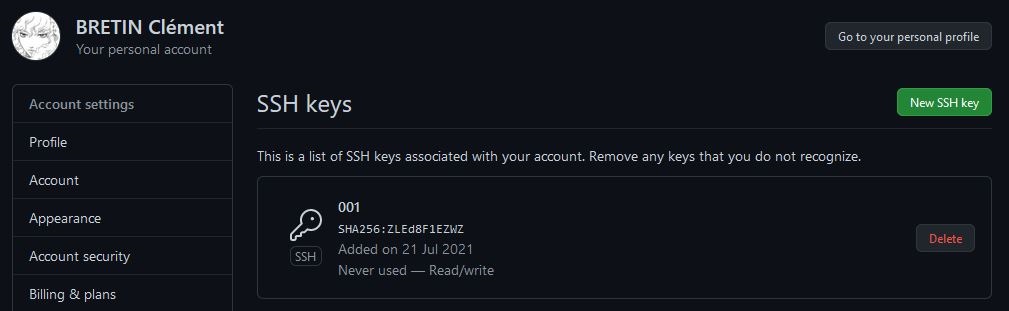 BRETIN Clément
Your personal account
Go to your personal profile
Account settings
Profile
Account
Appearance
Account security
Billing & plans
SSH keys
New SSH key
This is a list of SSH keys associated with your account. Remove any keys that you do not recognize.
SSH
001
SHA256:ZLEd8F1EZWZ
Added on 21 Jul 2021
Never used — Read/write
Delete